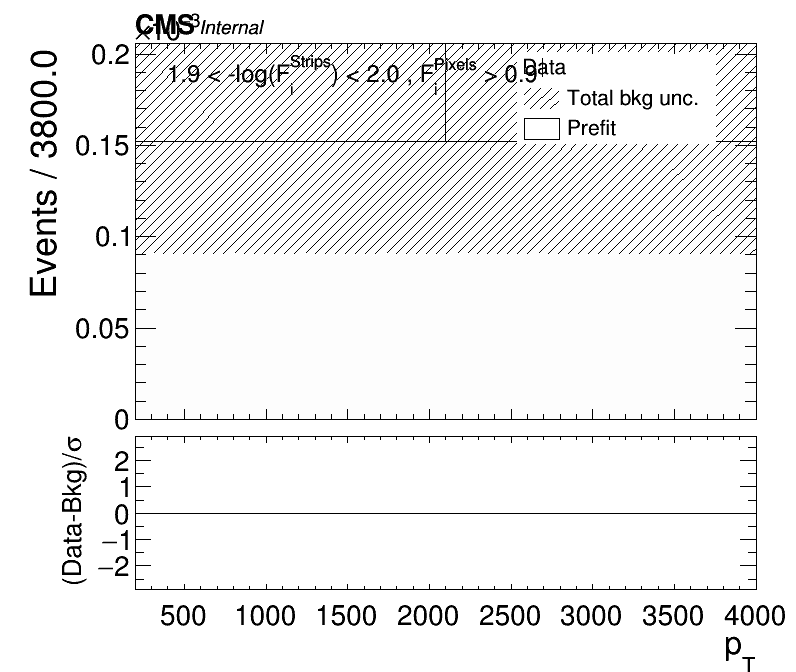 CMS Internal
×10³
1.9 < -log(F_i^Strips) < 2.0 , F_i^Pixels > 0.9
Data
Total bkg unc.
Prefit
Events / 3800.0
0.2
0.15
0.1
0.05
0
(Data-Bkg)/σ
2
1
0
−1
−2
500 1000 1500 2000 2500 3000 3500 4000
p_T